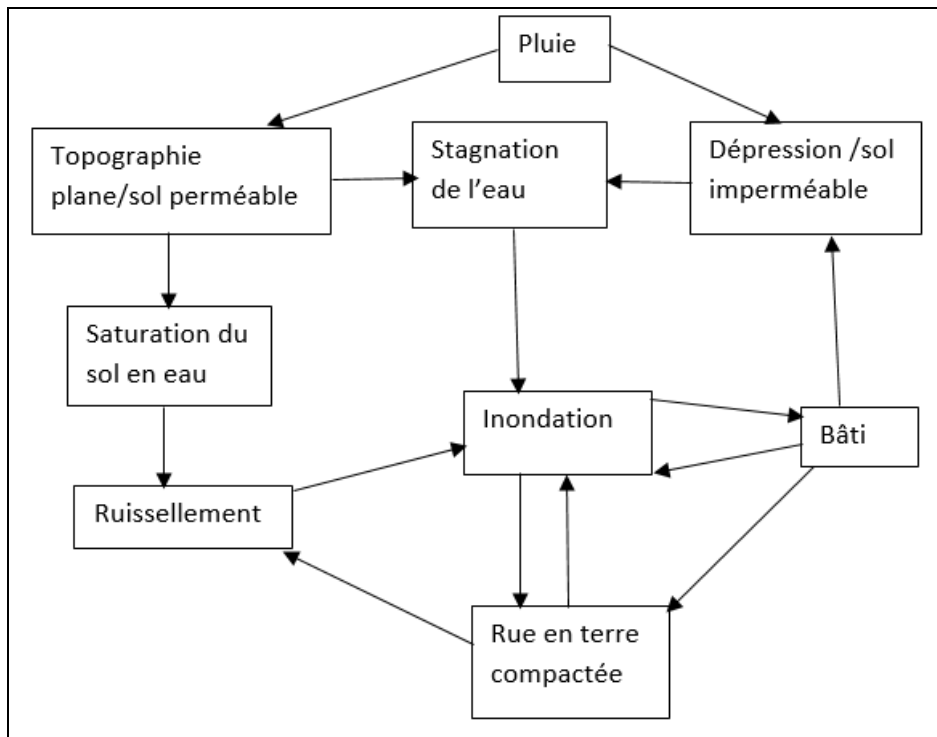 Pluie
Topographie
plane/sol perméable
Stagnation
de l’eau
Dépression /sol
imperméable
Saturation du
sol en eau
Inondation
Bâti
Ruissellement
Rue en terre
compactée